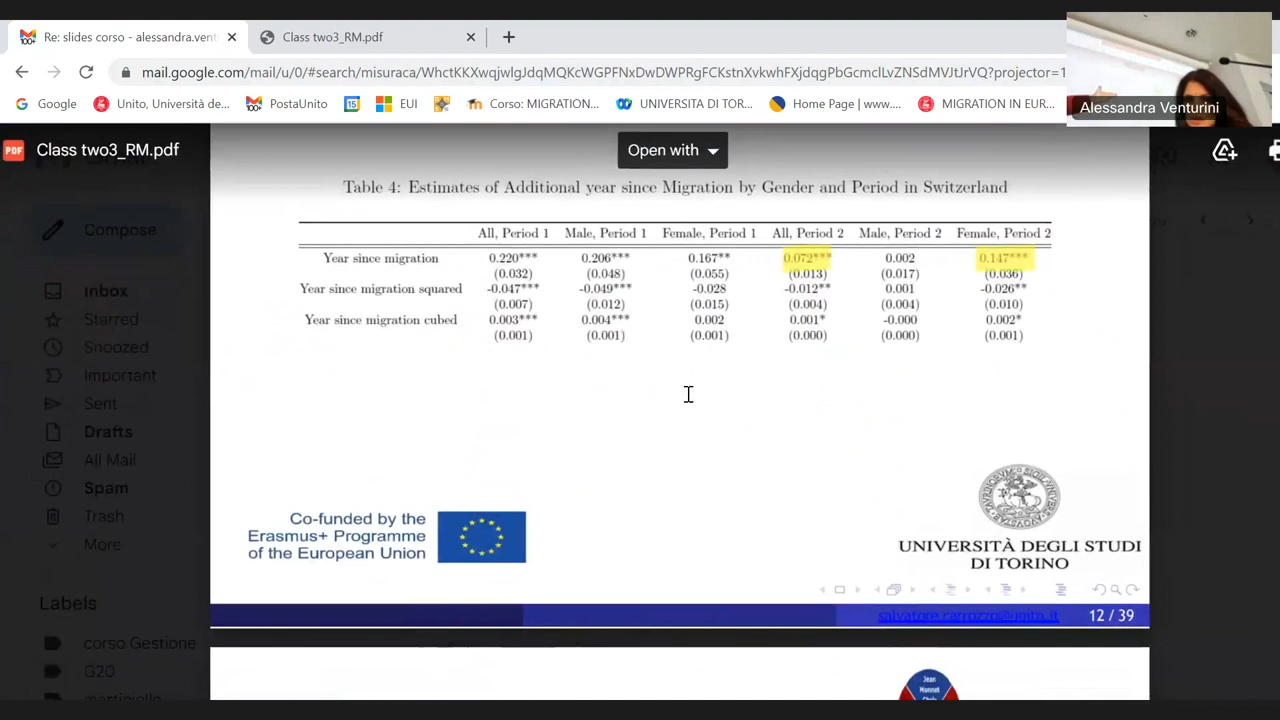 Re: slides corso - alessandra.vent
Class two3_RM.pdf
mail.google.com/mail/u/0/#search/misuraca/
Google
Unito, Università de...
PostaUnito
15
EUI
Corso: MIGRATION...
UNIVERSITA DI TOR...
Home Page | www....
MIGRATION IN EUR...
Alessandra Venturini
PDF
Class two3_RM.pdf
Open with
Compose
Inbox
Starred
Snoozed
Important
Sent
Drafts
All Mail
Spam
Trash
More
Labels
corso Gestione
G20
Table 4: Estimates of Additional year since Migration by Gender and Period in Switzerland
All, Period 1 Male, Period 1 Female, Period 1 All, Period 2 Male, Period 2 Female, Period 2
Year since migration 0.220*** 0.206*** 0.167** 0.072*** 0.002 0.147***
(0.032) (0.048) (0.055) (0.013) (0.017) (0.036)
Year since migration squared -0.047*** -0.049*** -0.028 -0.012** 0.001 -0.026**
(0.007) (0.012) (0.015) (0.004) (0.004) (0.010)
Year since migration cubed 0.003*** 0.004*** 0.002 0.001* -0.000 0.002*
(0.001) (0.001) (0.001) (0.000) (0.000) (0.001)
Co-funded by the
Erasmus+ Programme
of the European Union
UNIVERSITÀ DEGLI STUDI
DI TORINO
salvatore.carrozzo@unito.it
12 / 39
Jean
Monnet